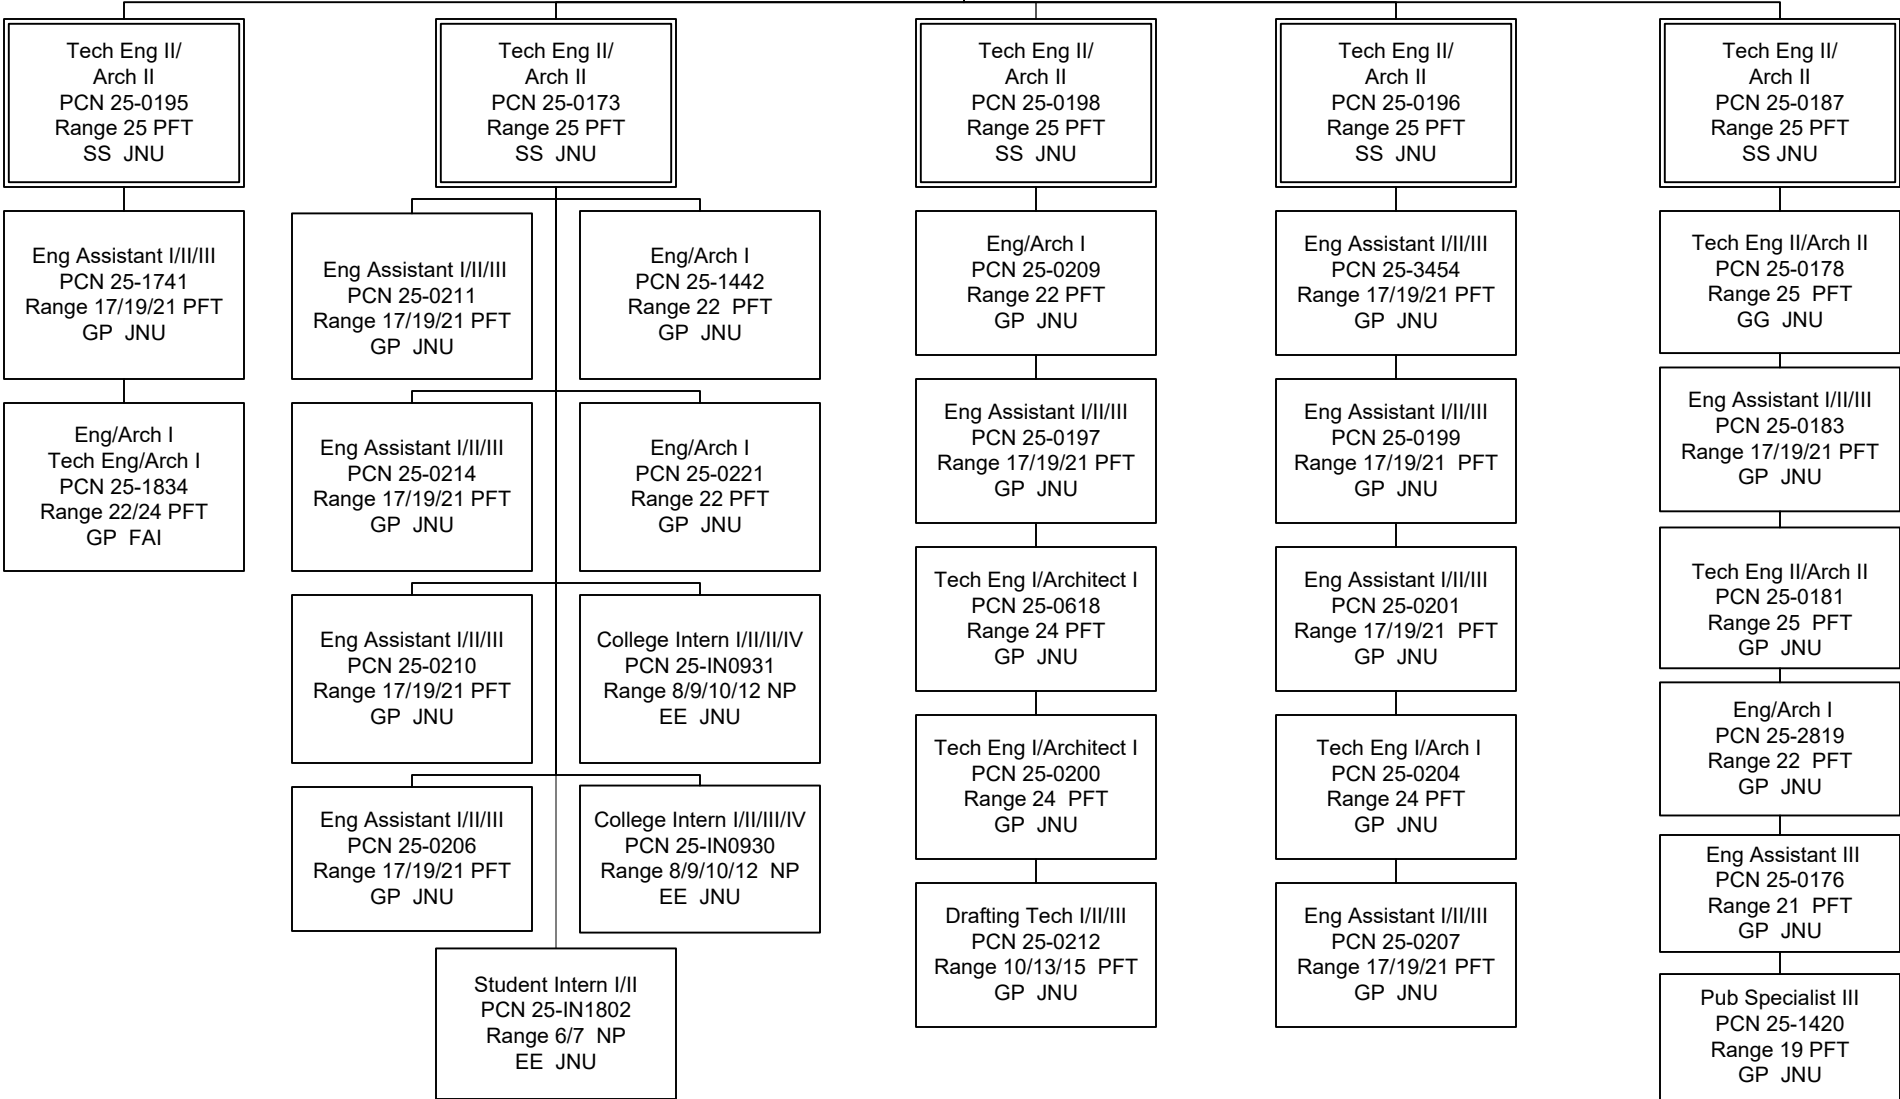 Tech Eng II/
Arch II
PCN 25-0195
Range 25 PFT
SS JNU
Tech Eng II/
Arch II
PCN 25-0173
Range 25 PFT
SS JNU
Tech Eng II/
Arch II
PCN 25-0198
Range 25 PFT
SS JNU
Tech Eng II/
Arch II
PCN 25-0196
Range 25 PFT
SS JNU
Tech Eng II/
Arch II
PCN 25-0187
Range 25 PFT
SS JNU
Eng Assistant I/II/III
PCN 25-1741
Range 17/19/21 PFT
GP JNU
Eng/Arch I
Tech Eng/Arch I
PCN 25-1834
Range 22/24 PFT
GP FAI
Eng Assistant I/II/III
PCN 25-0211
Range 17/19/21 PFT
GP JNU
Eng/Arch I
PCN 25-1442
Range 22 PFT
GP JNU
Eng Assistant I/II/III
PCN 25-0214
Range 17/19/21 PFT
GP JNU
Eng/Arch I
PCN 25-0221
Range 22 PFT
GP JNU
Eng Assistant I/II/III
PCN 25-0210
Range 17/19/21 PFT
GP JNU
College Intern I/II/II/IV
PCN 25-IN0931
Range 8/9/10/12 NP
EE JNU
Eng Assistant I/II/III
PCN 25-0206
Range 17/19/21 PFT
GP JNU
College Intern I/II/III/IV
PCN 25-IN0930
Range 8/9/10/12 NP
EE JNU
Student Intern I/II
PCN 25-IN1802
Range 6/7 NP
EE JNU
Eng/Arch I
PCN 25-0209
Range 22 PFT
GP JNU
Eng Assistant I/II/III
PCN 25-0197
Range 17/19/21 PFT
GP JNU
Tech Eng I/Architect I
PCN 25-0618
Range 24 PFT
GP JNU
Tech Eng I/Architect I
PCN 25-0200
Range 24 PFT
GP JNU
Drafting Tech I/II/III
PCN 25-0212
Range 10/13/15 PFT
GP JNU
Eng Assistant I/II/III
PCN 25-3454
Range 17/19/21 PFT
GP JNU
Eng Assistant I/II/III
PCN 25-0199
Range 17/19/21 PFT
GP JNU
Eng Assistant I/II/III
PCN 25-0201
Range 17/19/21 PFT
GP JNU
Tech Eng I/Arch I
PCN 25-0204
Range 24 PFT
GP JNU
Eng Assistant I/II/III
PCN 25-0207
Range 17/19/21 PFT
GP JNU
Tech Eng II/Arch II
PCN 25-0178
Range 25 PFT
GG JNU
Eng Assistant I/II/III
PCN 25-0183
Range 17/19/21 PFT
GP JNU
Tech Eng II/Arch II
PCN 25-0181
Range 25 PFT
GP JNU
Eng/Arch I
PCN 25-2819
Range 22 PFT
GP JNU
Eng Assistant III
PCN 25-0176
Range 21 PFT
GP JNU
Pub Specialist III
PCN 25-1420
Range 19 PFT
GP JNU